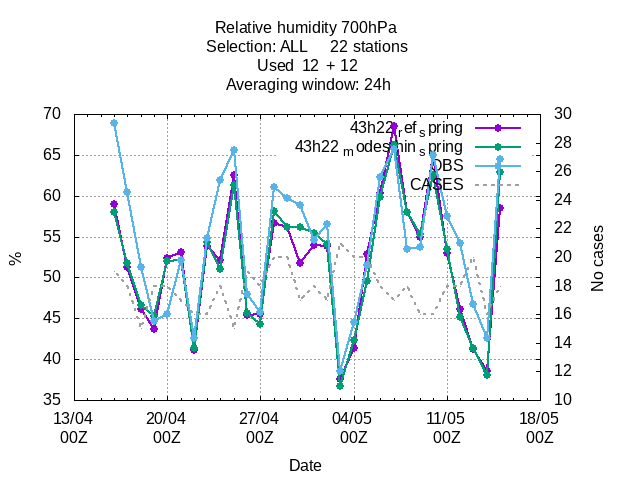 Relative humidity 700hPa
Selection: ALL 22 stations
Used 12 + 12
Averaging window: 24h
43h22refspring
43h22modesminspring
OBS
CASES
%
70
65
60
55
50
45
40
35
30
28
26
24
22
20
18
16
14
12
10
No cases
13/04 00Z
20/04 00Z
27/04 00Z
04/05 00Z
11/05 00Z
18/05 00Z
Date